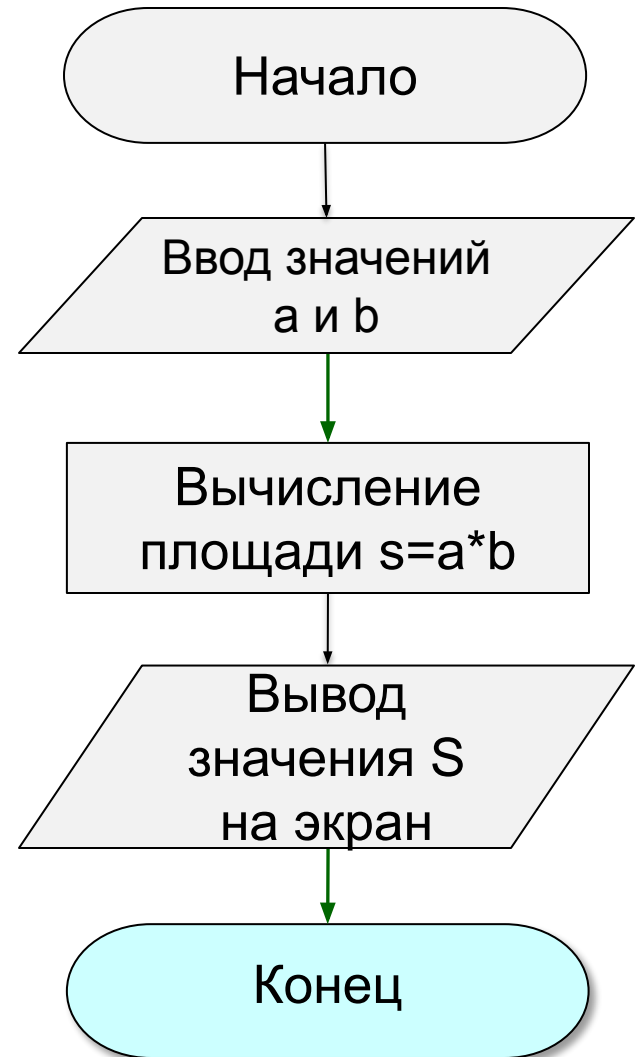 Начало
Ввод значений
a и b
Вычисление
площади s=a*b
Вывод
значения S
на экран
Конец